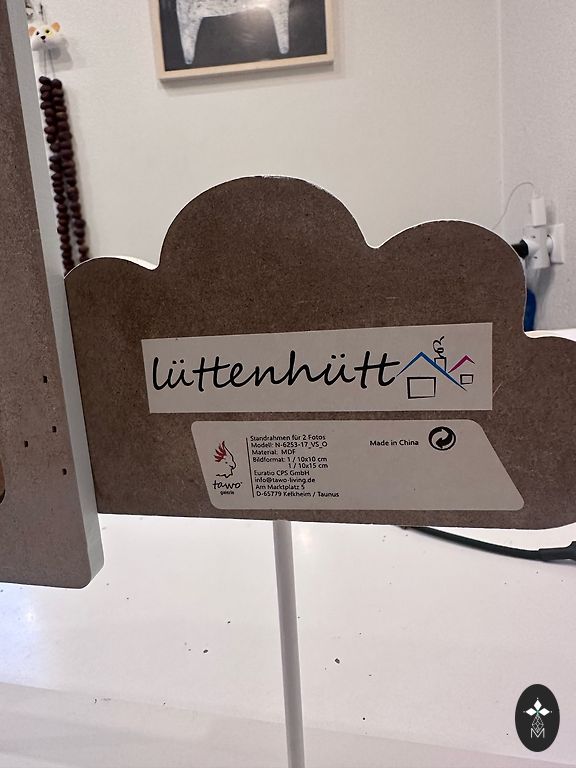 lüttenhütt
Standrahmen für 2 Fotos
Modell: N-6253-17_VS_O
Material: MDF
Bildformat: 1 / 10x10 cm
1 / 10x15 cm
Euratio CPS GmbH
info@tawo-living.de
Am Marktplatz 5
D-65779 Kelkheim / Taunus
tawo
galerie
Made in China
M